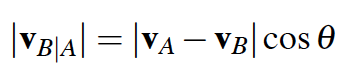 |v_{B|A}| = |v_A − v_B| cos θ